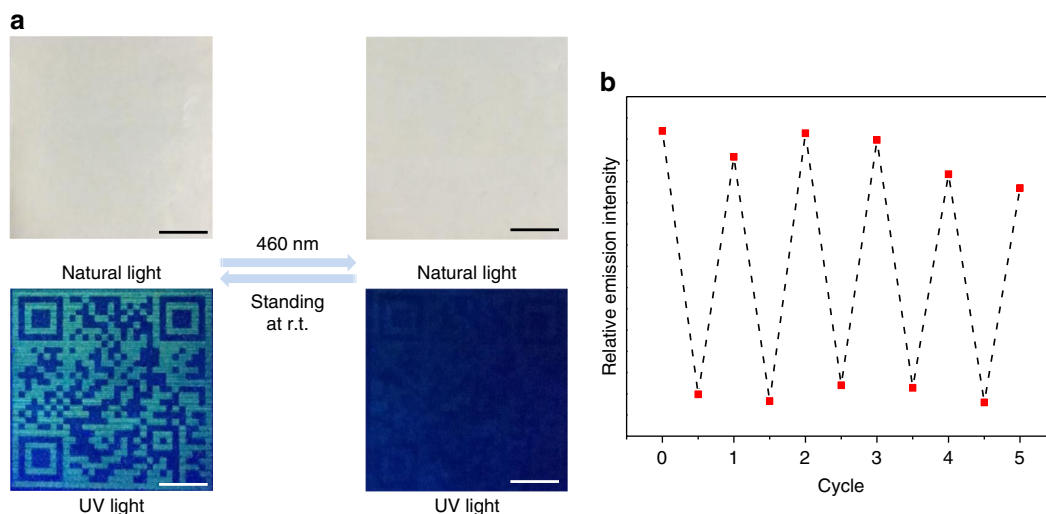 a
460 nm
Natural light
Natural light
Standing
at r.t.
UV light
UV light
b
Relative emission intensity
0 1 2 3 4 5
Cycle